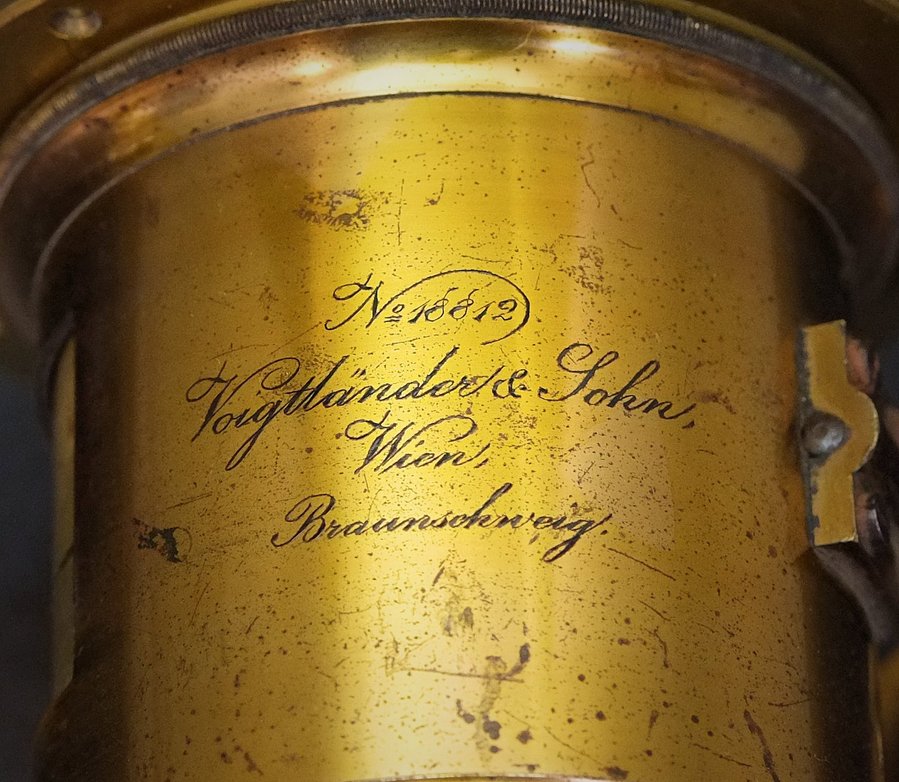 No 18812
Voigtländer & Sohn,
Wien,
Braunschweig.